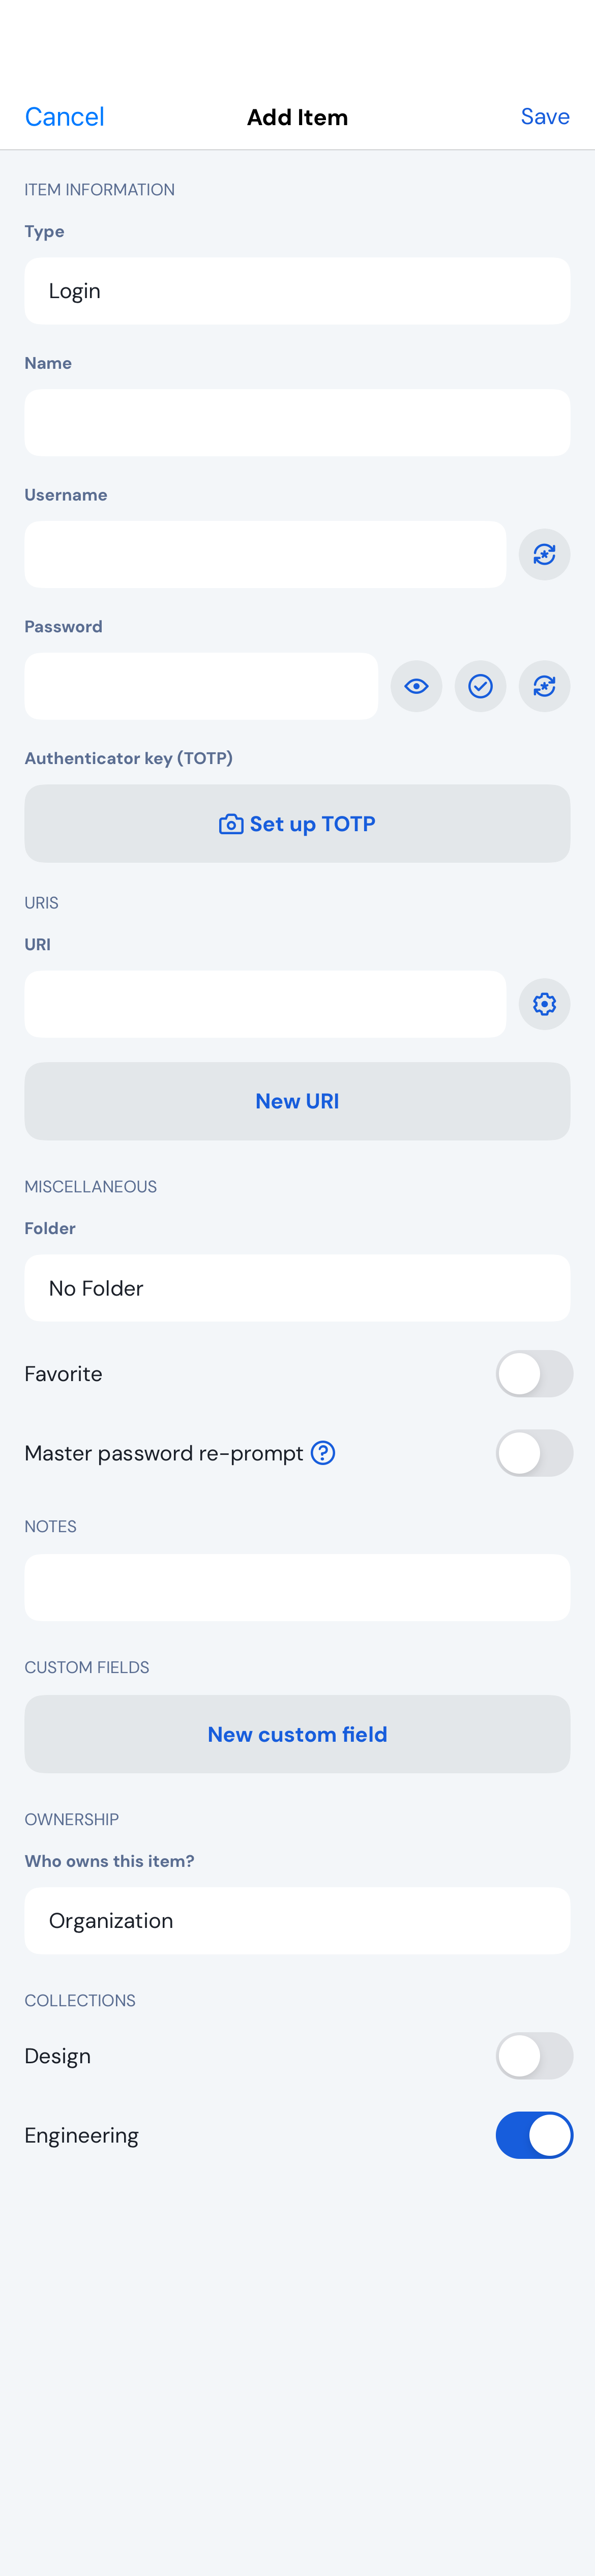 Cancel Add Item Save
ITEM INFORMATION
Type
Login
Name
Username
Password
Authenticator key (TOTP)
Set up TOTP
URIS
URI
New URI
MISCELLANEOUS
Folder
No Folder
Favorite
Master password re-prompt
NOTES
CUSTOM FIELDS
New custom field
OWNERSHIP
Who owns this item?
Organization
COLLECTIONS
Design
Engineering